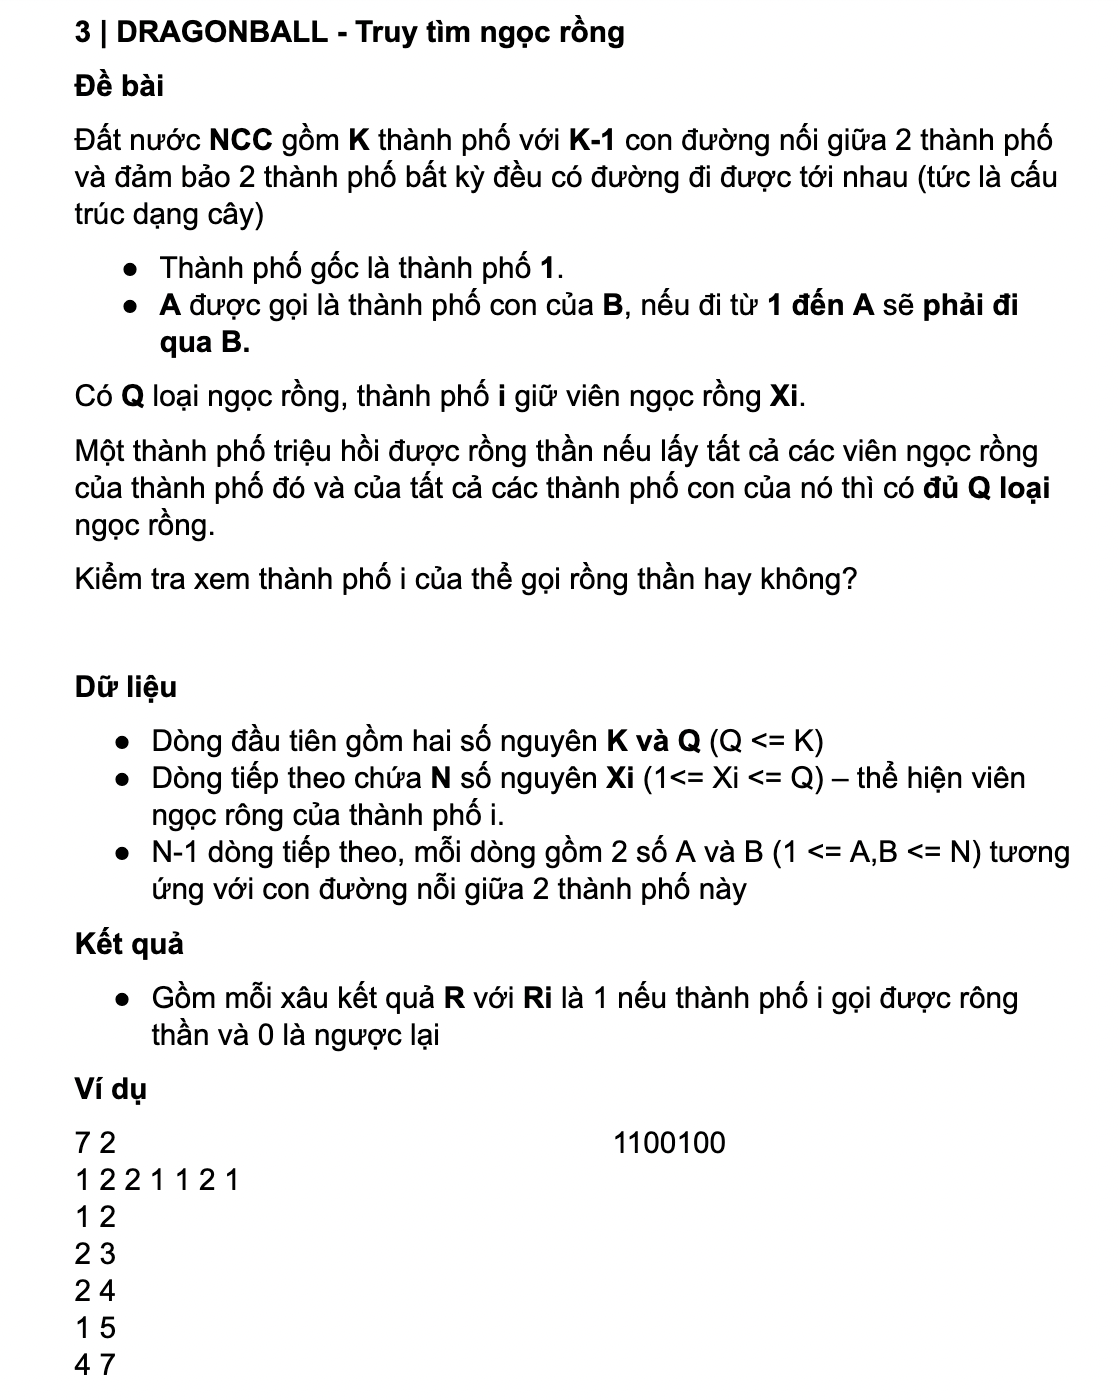 3 | DRAGONBALL - Truy tìm ngọc rồng
Đề bài
Đất nước NCC gồm K thành phố với K-1 con đường nối giữa 2 thành phố
và đảm bảo 2 thành phố bất kỳ đều có đường đi được tới nhau (tức là cấu
trúc dạng cây)
● Thành phố gốc là thành phố 1.
● A được gọi là thành phố con của B, nếu đi từ 1 đến A sẽ phải đi
qua B.
Có Q loại ngọc rồng, thành phố i giữ viên ngọc rồng Xi.
Một thành phố triệu hồi được rồng thần nếu lấy tất cả các viên ngọc rồng
của thành phố đó và của tất cả các thành phố con của nó thì có đủ Q loại
ngọc rồng.
Kiểm tra xem thành phố i của thể gọi rồng thần hay không?
Dữ liệu
● Dòng đầu tiên gồm hai số nguyên K và Q (Q <= K)
● Dòng tiếp theo chứa N số nguyên Xi (1<= Xi <= Q) – thể hiện viên
ngọc rông của thành phố i.
● N-1 dòng tiếp theo, mỗi dòng gồm 2 số A và B (1 <= A,B <= N) tương
ứng với con đường nỗi giữa 2 thành phố này
Kết quả
● Gồm mỗi xâu kết quả R với Ri là 1 nếu thành phố i gọi được rông
thần và 0 là ngược lại
Ví dụ
7 2 1100100
1 2 2 1 1 2 1
1 2
2 3
2 4
1 5
4 7